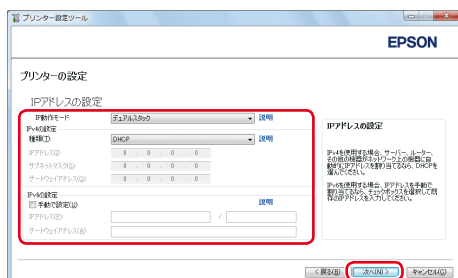 プリンター設定ツール
EPSON
プリンターの設定
IPアドレスの設定
IP動作モード: デュアルスタック 説明
IPv4の設定
種類(T): DHCP 説明
IPアドレス(I): 0 . 0 . 0 . 0
サブネットマスク(S): 0 . 0 . 0 . 0
ゲートウェイアドレス(G): 0 . 0 . 0 . 0
IPv6の設定
手動で設定(U) 説明
IPアドレス(P) /
ゲートウェイアドレス(A)
IPアドレスの設定
IPv4を使用する場合、サーバー、ルーター、
その他の機器がネットワーク上の機器に自
動的にIPアドレスを割り当てるなら、DHCPを
選んでください。
IPv6を使用する場合、IPアドレスを手動で
割り当てるなら、チェックボックスを選択して既
存のIPアドレスを入力してください。
< 戻る(B) 次へ(N) > キャンセル(C)